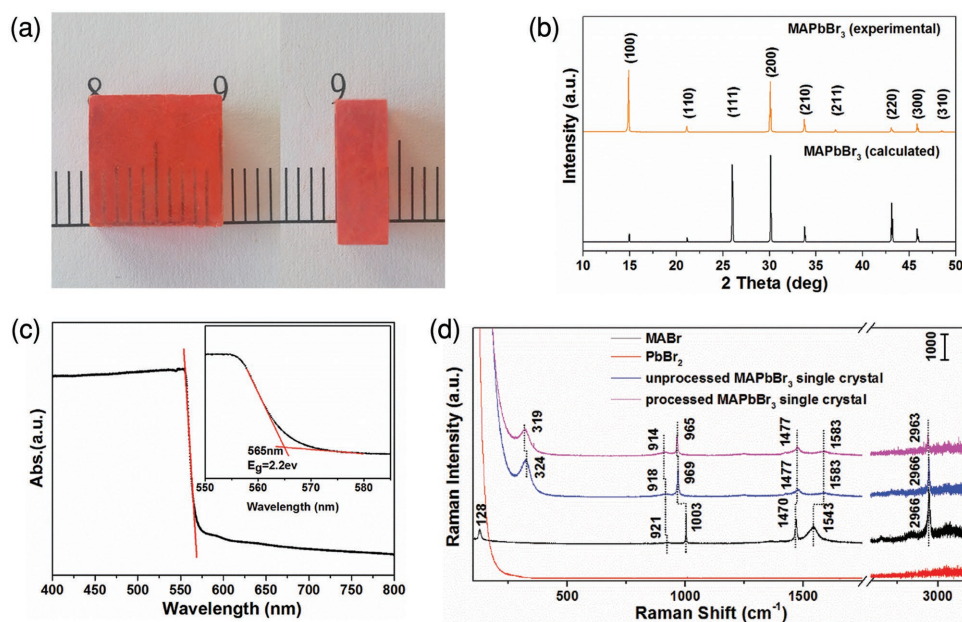 (a)
8 9 9
(b)
MAPbBr₃ (experimental)
(100) (110) (111) (200) (210) (211) (220) (300) (310)
MAPbBr₃ (calculated)
Intensity (a.u.)
10 15 20 25 30 35 40 45 50
2 Theta (deg)
(c)
Abs,(a.u.)
565nm
Eg=2.2ev
550 560 570 580
Wavelength (nm)
400 450 500 550 600 650 700 750 800
Wavelength (nm)
(d)
MABr
PbBr₂
unprocessed MAPbBr₃ single crystal
processed MAPbBr₃ single crystal
1000
Raman Intensity (a.u.)
319 914 965 1477 1583 2963
324 918 969 1477 1583 2966
128 921 1003 1470 1543 2966
500 1000 1500 3000
Raman Shift (cm⁻¹)